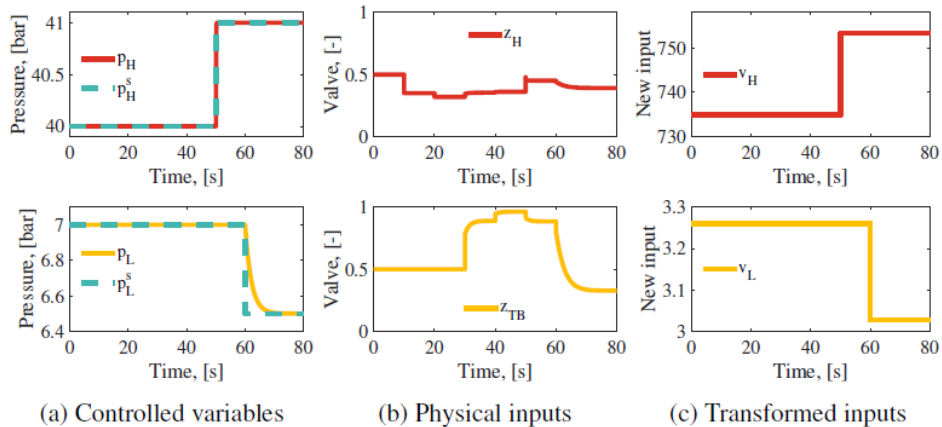 41
40.5
40
Pressure, [bar]
p_H
p_H^s
0 20 40 60 80
Time, [s]
1
0.5
0
Valve, [-]
z_H
0 20 40 60 80
Time, [s]
750
740
730
New input
v_H
0 20 40 60 80
Time, [s]
7
6.8
6.6
6.4
Pressure, [bar]
p_L
p_L^s
0 20 40 60 80
Time, [s]
1
0.5
0
Valve, [-]
z_TB
0 20 40 60 80
Time, [s]
3.3
3.2
3.1
3
New input
v_L
0 20 40 60 80
Time, [s]
(a) Controlled variables
(b) Physical inputs
(c) Transformed inputs